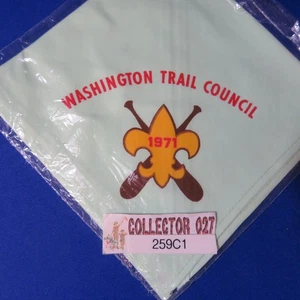 WASHINGTON TRAIL COUNCIL
1971
COLLECTOR 027
259C1